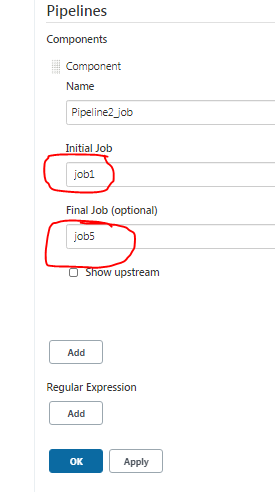 Pipelines
Components
Component
Name
Pipeline2_job
Initial Job
job1
Final Job (optional)
job5
Show upstream
Add
Regular Expression
Add
OK Apply